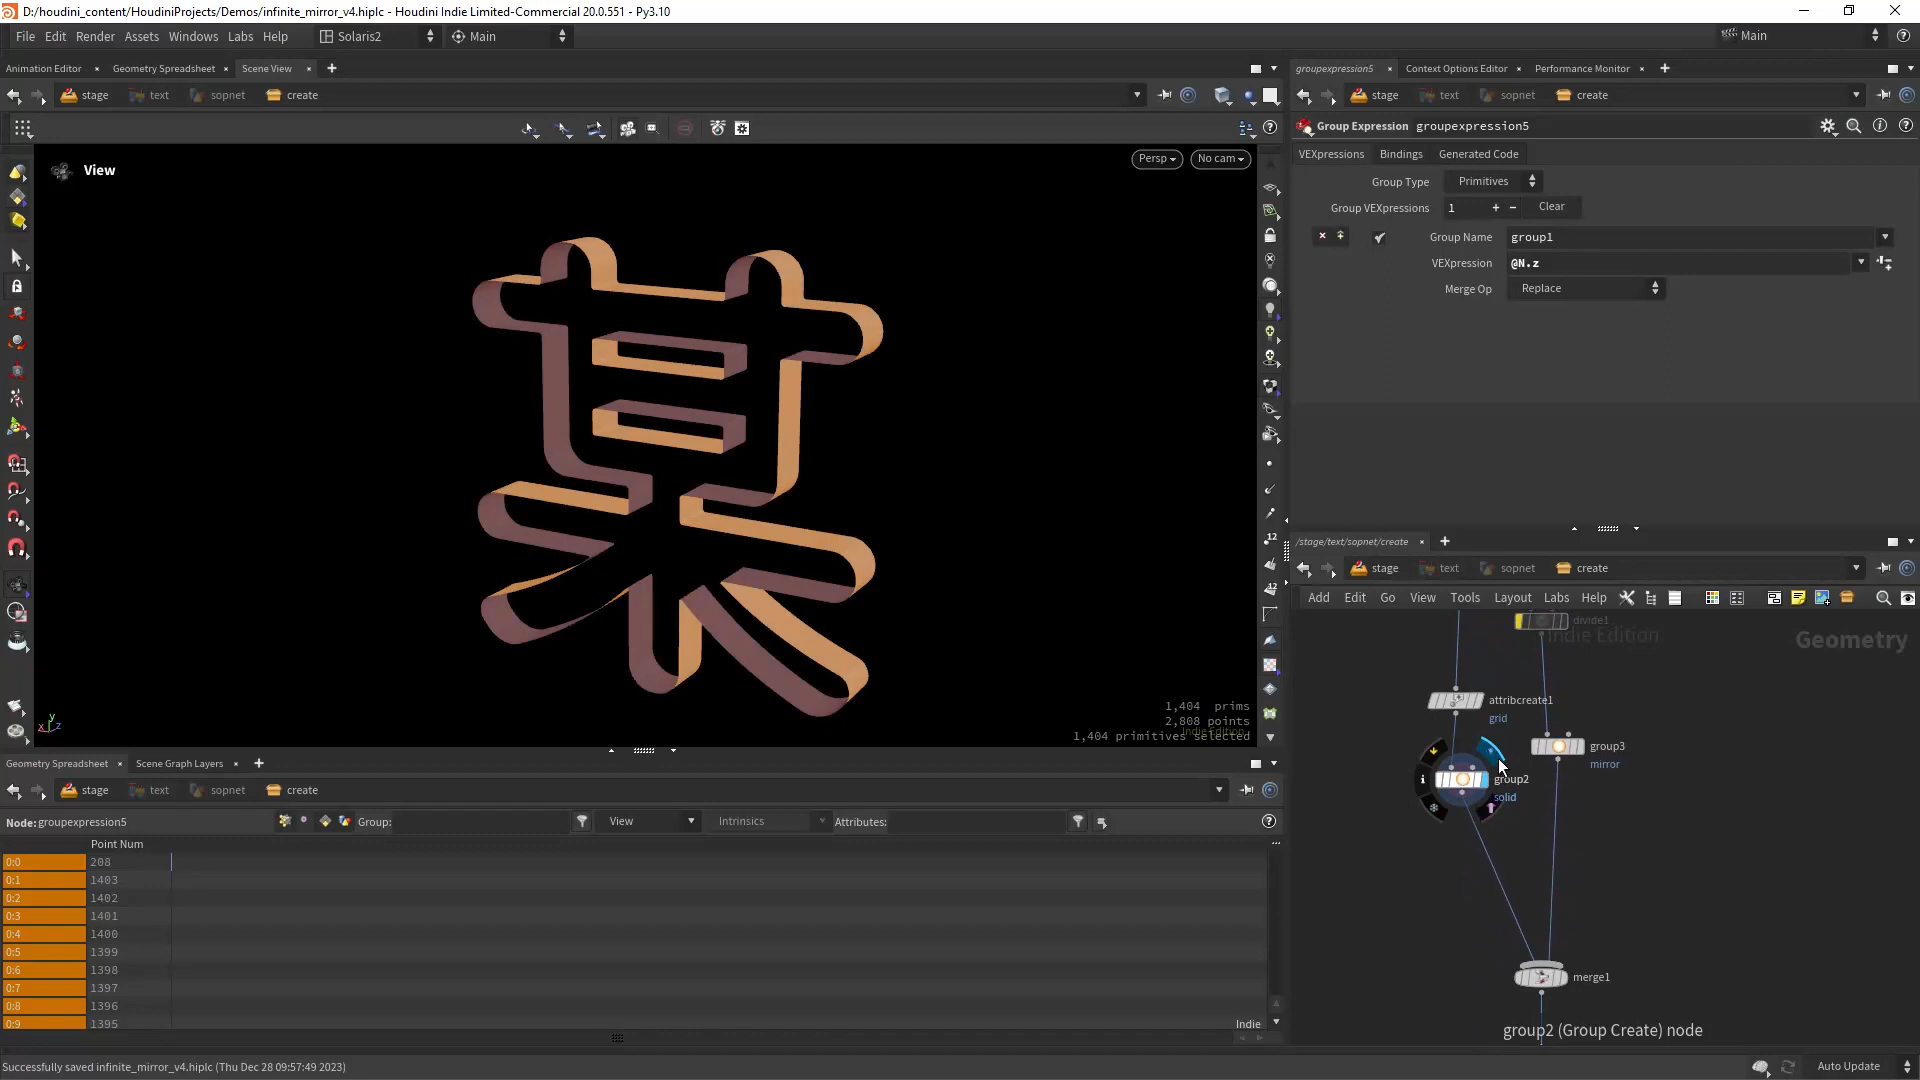 D:/houdini_content/HoudiniProjects/Demos/infinite_mirror_v4.hiplc - Houdini Indie Limited-Commercial 20.0.551 - Py3.10
File Edit Render Assets Windows Labs Help Solaris2 Main Main
Animation Editor Geometry Spreadsheet Scene View
stage text sopnet create
View
Persp
No cam
某
1,404 prims
2,808 points
1,404 primitives selected
groupexpression5 Context Options Editor Performance Monitor
stage text sopnet create
Group Expression groupexpression5
VEXpressions Bindings Generated Code
Group Type Primitives
Group VEXpressions 1 + − Clear
Group Name group1
VEXpression @N.z
Merge Op Replace
/stage/text/sopnet/create
stage text sopnet create
Add Edit Go View Tools Layout Labs Help
divide1
Indie Edition
Geometry
attribcreate1
grid
group3
mirror
group2
solid
merge1
group2 (Group Create) node
Geometry Spreadsheet Scene Graph Layers
stage text sopnet create
Node: groupexpression5 Group: View Intrinsics Attributes:
Point Num
0:0 208
0:1 1403
0:2 1402
0:3 1401
0:4 1400
0:5 1399
0:6 1398
0:7 1397
0:8 1396
0:9 1395
Indie
Successfully saved infinite_mirror_v4.hiplc (Thu Dec 28 09:57:49 2023)
Auto Update